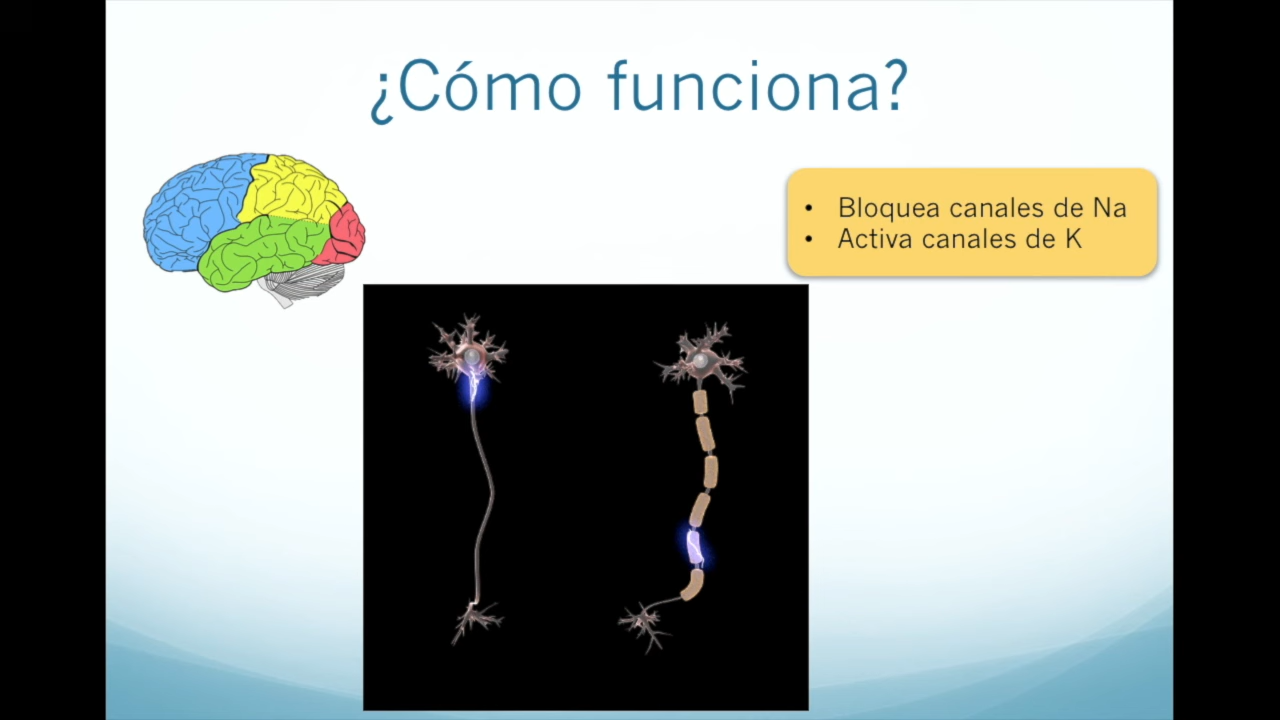 ¿Cómo funciona?
• Bloquea canales de Na
• Activa canales de K